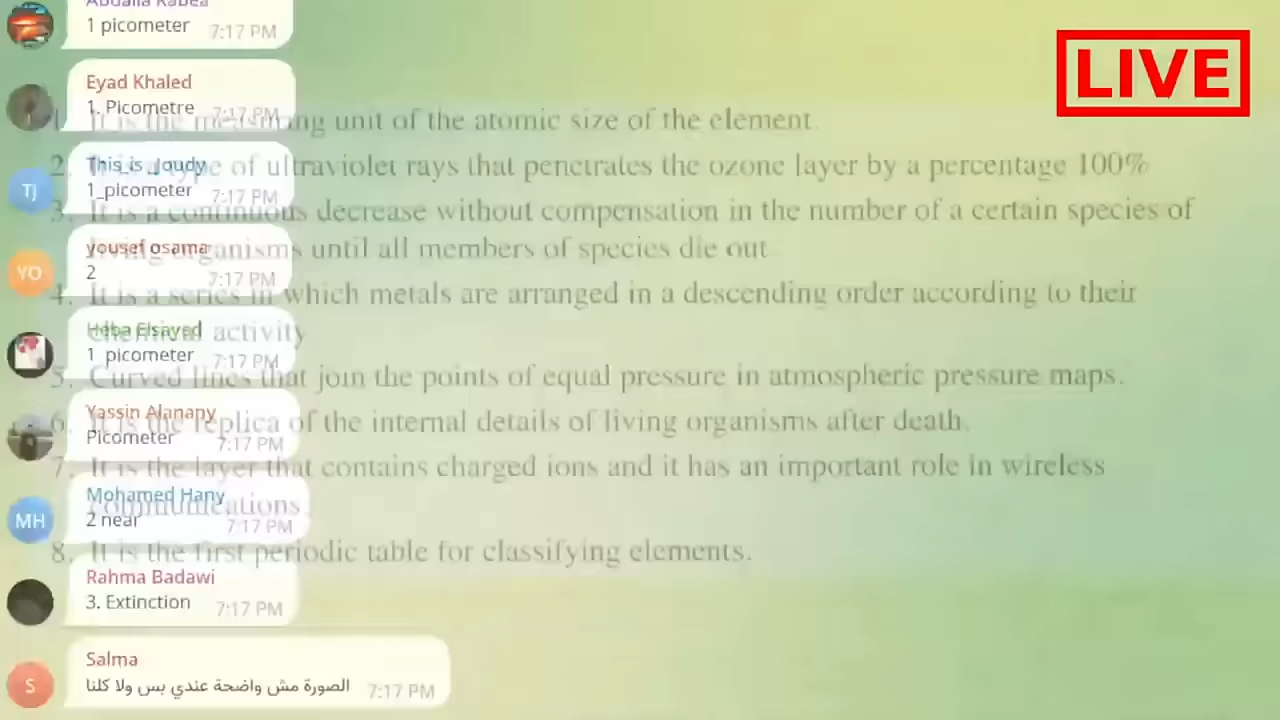 Abdalla Rabea
1 picometer 7:17 PM
LIVE
Eyad Khaled
1. Picometre 7:17 PM
1. It is the measuring unit of the atomic size of the element.
This is Joudy
2. It is a type of ultraviolet rays that penetrates the ozone layer by a percentage 100%
1_picometer 7:17 PM
3. It is a continuous decrease without compensation in the number of a certain species of
yousef osama
living organisms until all members of species die out
2 7:17 PM
4. It is a series in which metals are arranged in a descending order according to their
Heba Elsayed
chemical activity
1 picometer 7:17 PM
5. Curved lines that join the points of equal pressure in atmospheric pressure maps.
Yassin Alanany
6. It is the replica of the internal details of living organisms after death.
Picometer 7:17 PM
7. It is the layer that contains charged ions and it has an important role in wireless
MH
Mohamed Hany
communications
2 near 7:17 PM
8. It is the first periodic table for classifying elements.
Rahma Badawi
3. Extinction 7:17 PM
Salma
S
الصورة مش واضحة عندي بس ولا كلنا 7:17 PM
TJ
YO